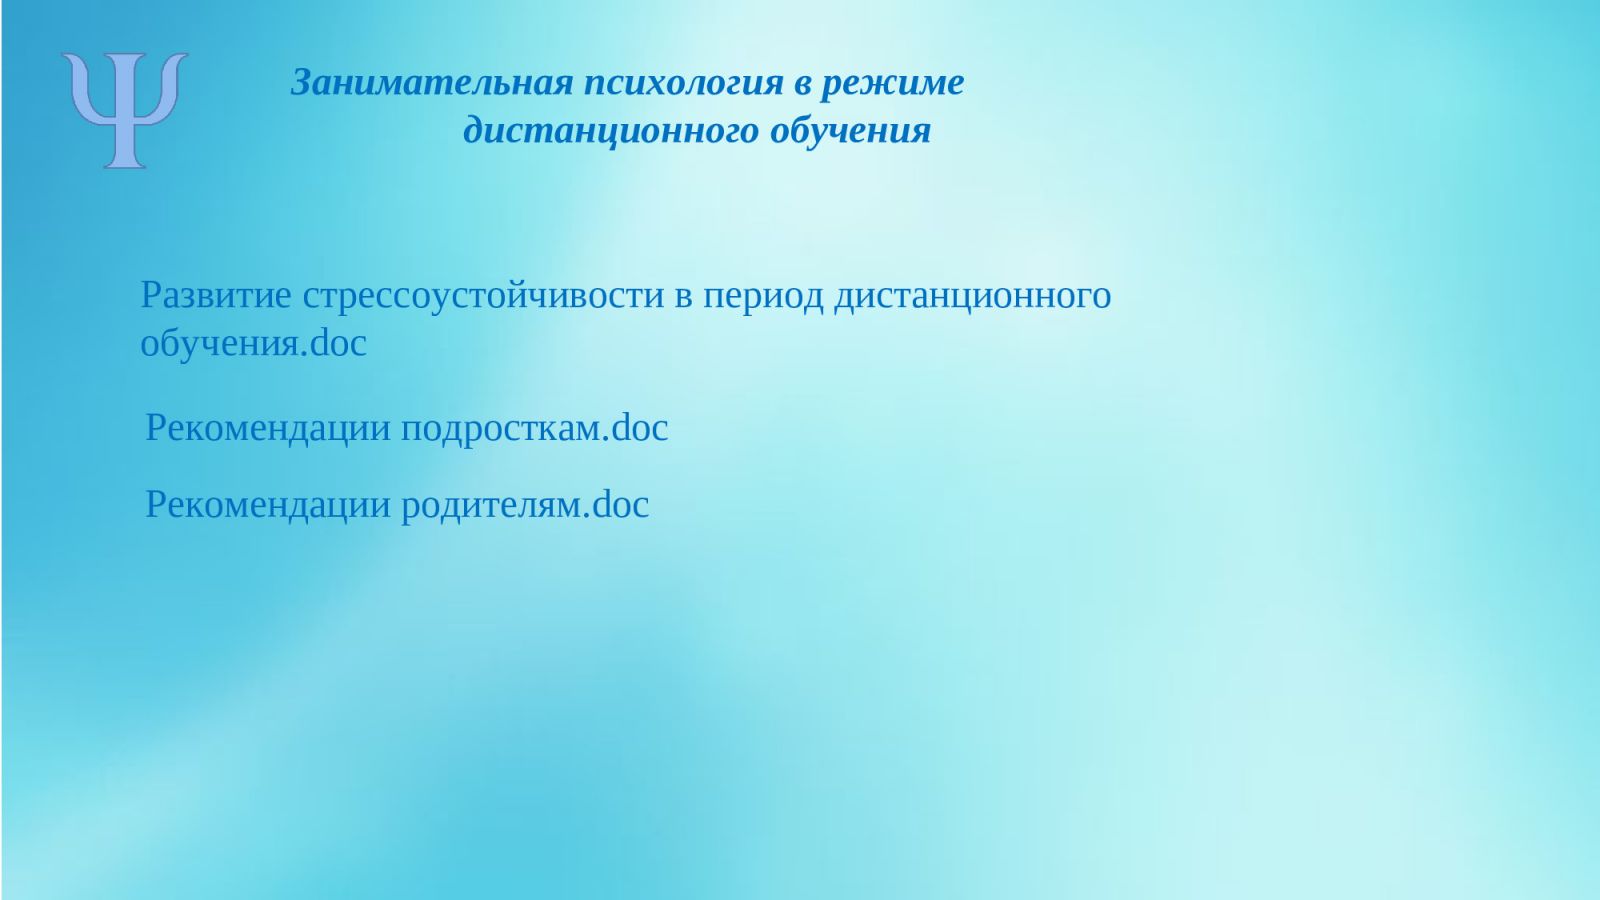 Занимательная психология в режиме
дистанционного обучения
Развитие стрессоустойчивости в период дистанционного
обучения.doc
Рекомендации подросткам.doc
Рекомендации родителям.doc